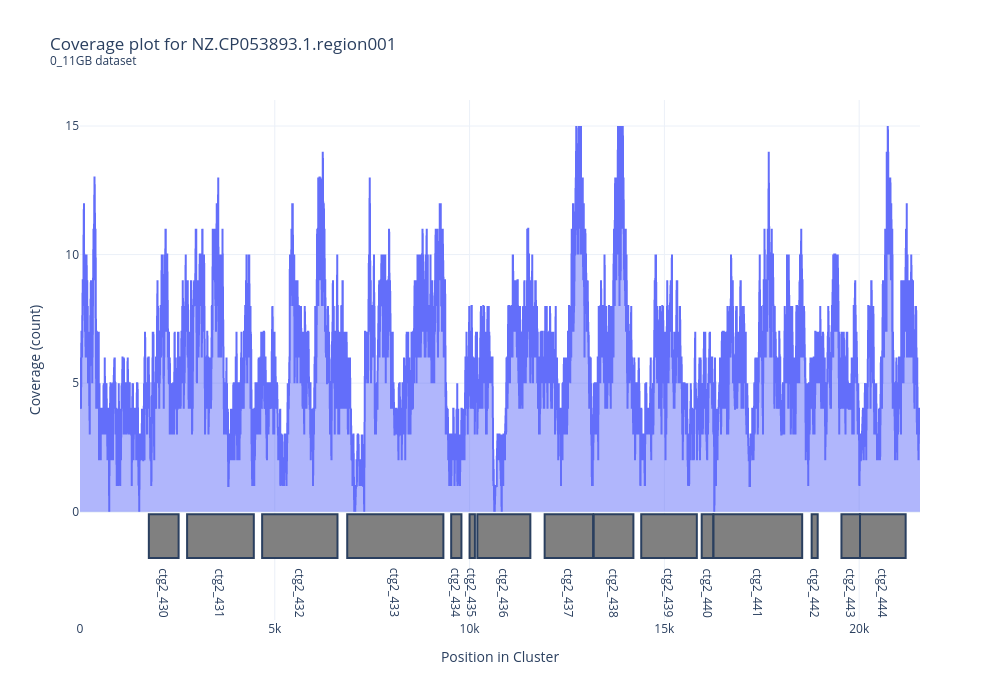 Coverage plot for NZ.CP053893.1.region001
0_11GB dataset
15
10
5
0
Coverage (count)
ctg2_430
ctg2_431
ctg2_432
ctg2_433
ctg2_434
ctg2_435
ctg2_436
ctg2_437
ctg2_438
ctg2_439
ctg2_440
ctg2_441
ctg2_442
ctg2_443
ctg2_444
0
5k
10k
15k
20k
Position in Cluster